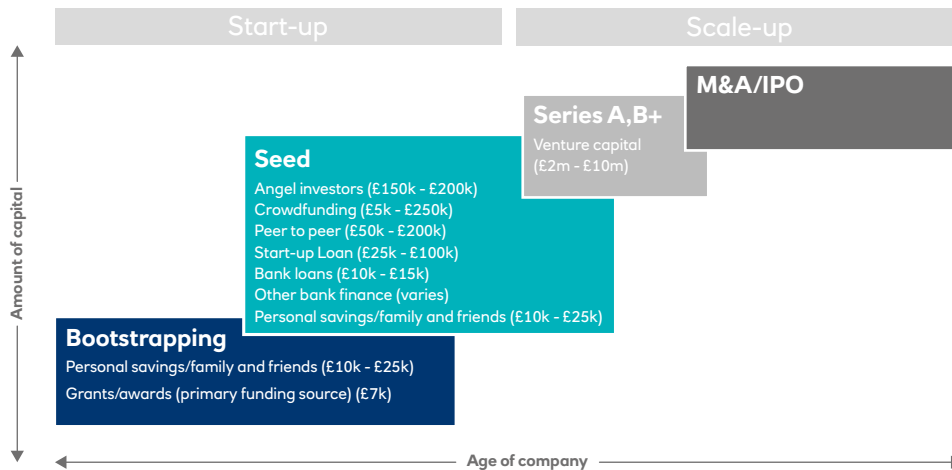 Start-up
Scale-up
M&A/IPO
Series A,B+
Venture capital
(£2m - £10m)
Seed
Angel investors (£150k - £200k)
Crowdfunding (£5k - £250k)
Peer to peer (£50k - £200k)
Start-up Loan (£25k - £100k)
Bank loans (£10k - £15k)
Other bank finance (varies)
Personal savings/family and friends (£10k - £25k)
Bootstrapping
Personal savings/family and friends (£10k - £25k)
Grants/awards (primary funding source) (£7k)
Amount of capital
Age of company